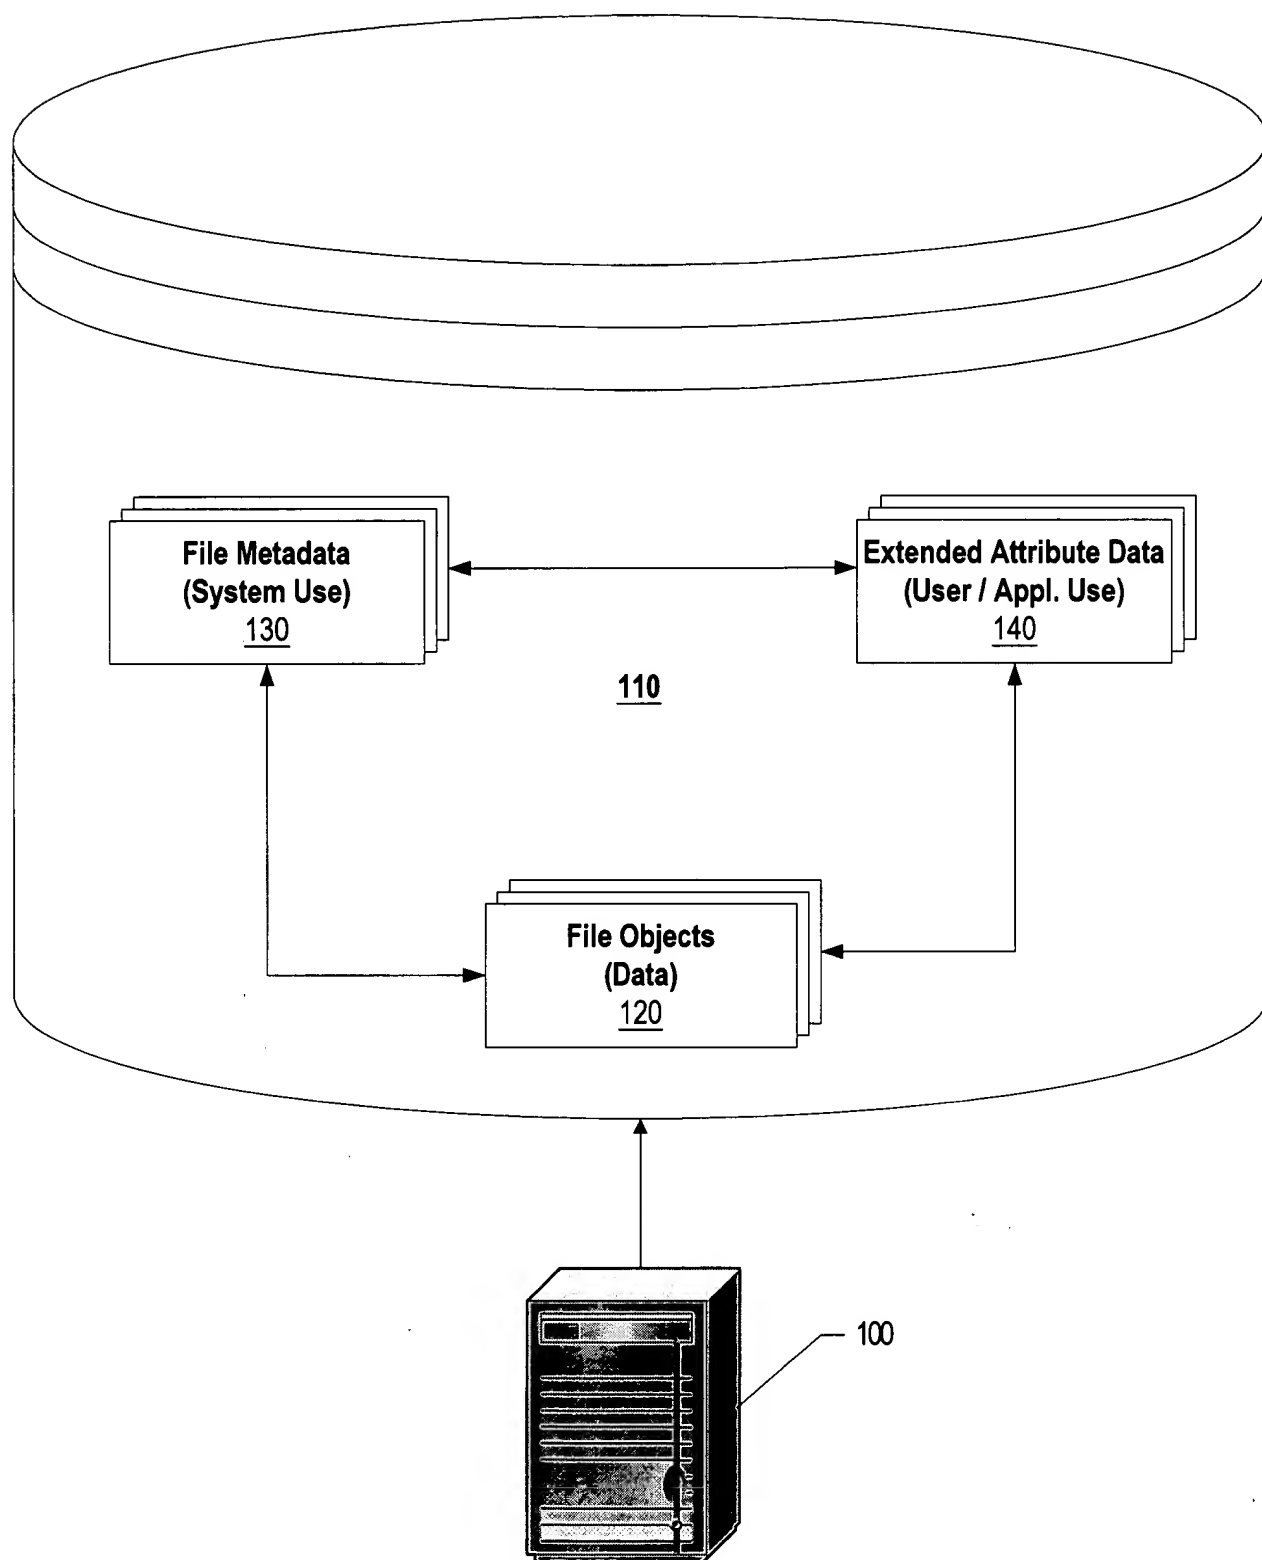 File Metadata
(System Use)
130
Extended Attribute Data
(User / Appl. Use)
140
110
File Objects
(Data)
120
100